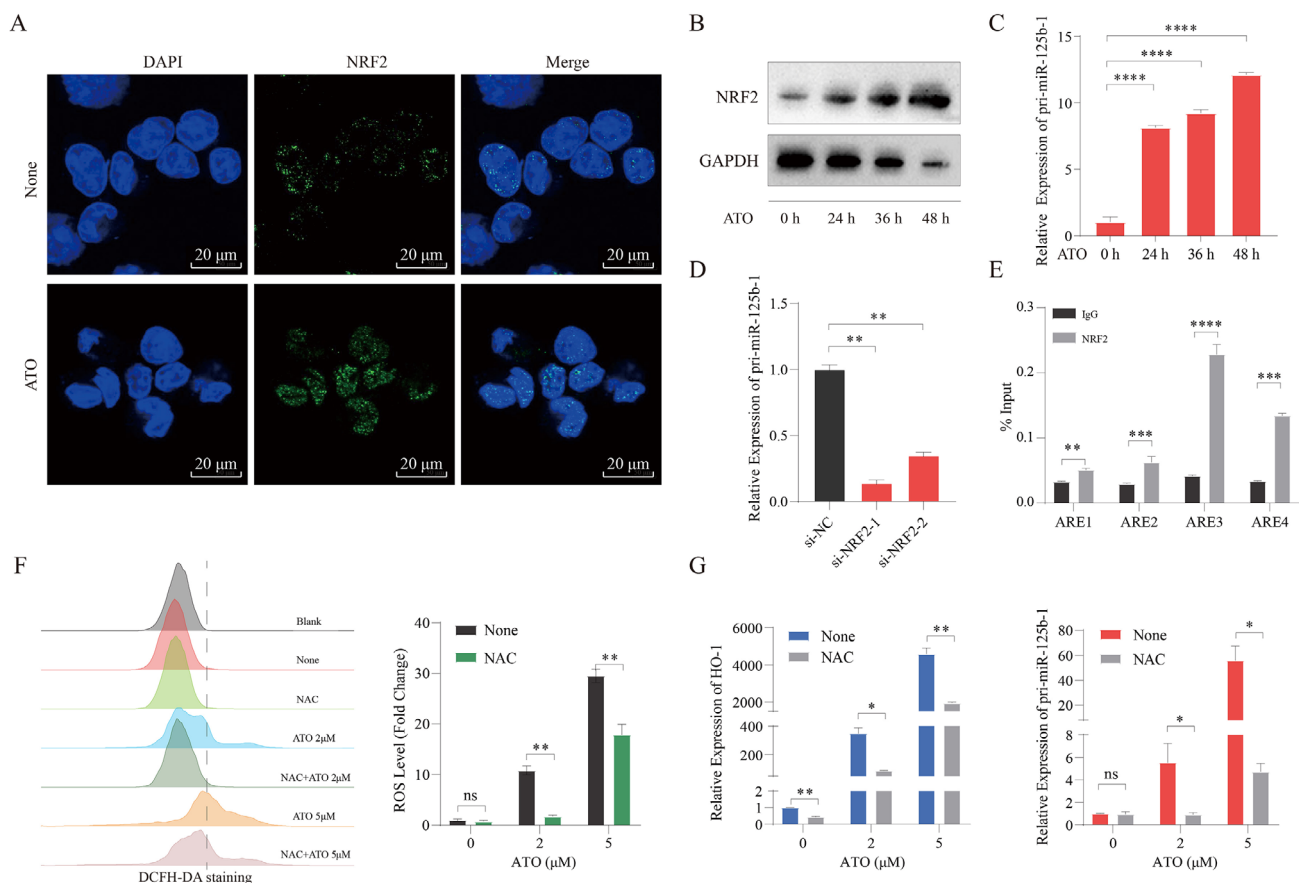 A
DAPI
NRF2
Merge
None
20 μm
20 μm
20 μm
ATO
20 μm
20 μm
20 μm
B
NRF2
GAPDH
ATO
0 h
24 h
36 h
48 h
C
Relative Expression of pri-miR-125b-1
15
10
5
0
****
****
****
ATO
0 h
24 h
36 h
48 h
D
Relative Expression of pri-miR-125b-1
1.5
1.0
0.5
0.0
**
**
si-NC
si-NRF2-1
si-NRF2-2
E
% Input
0.3
0.2
0.1
0.0
IgG
NRF2
**
***
****
***
ARE1
ARE2
ARE3
ARE4
F
Blank
None
NAC
ATO 2μM
NAC+ATO 2μM
ATO 5μM
NAC+ATO 5μM
DCFH-DA staining
ROS Level (Fold Change)
40
30
20
10
0
None
NAC
ns
**
**
0
2
5
ATO (μM)
G
Relative Expression of HO-1
6000
4000
2000
400
200
2
1
0
None
NAC
**
*
**
0
2
5
ATO (μM)
Relative Expression of pri-miR-125b-1
80
60
40
20
8
6
4
2
0
None
NAC
ns
*
*
0
2
5
ATO (μM)